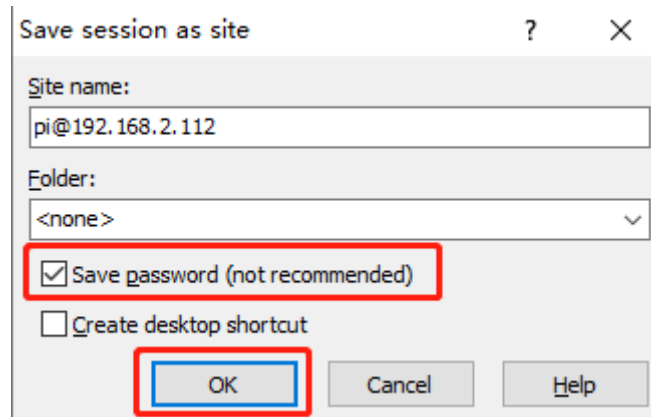 Save session as site ? ×
Site name:
pi@192.168.2.112
Folder:
<none>
Save password (not recommended)
Create desktop shortcut
OK Cancel Help